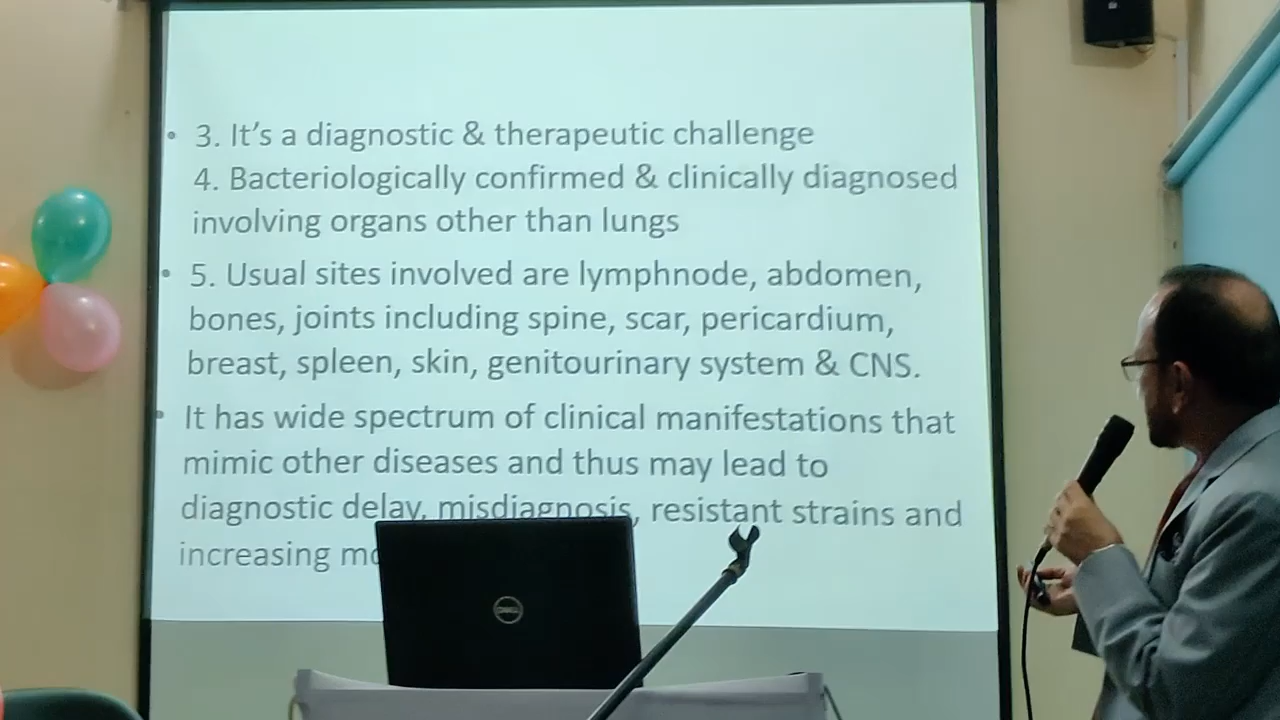 • 3. It's a diagnostic & therapeutic challenge
4. Bacteriologically confirmed & clinically diagnosed
involving organs other than lungs
• 5. Usual sites involved are lymphnode, abdomen,
bones, joints including spine, scar, pericardium,
breast, spleen, skin, genitourinary system & CNS.
• It has wide spectrum of clinical manifestations that
mimic other diseases and thus may lead to
diagnostic delay, misdiagnosis, resistant strains and
increasing
DELL